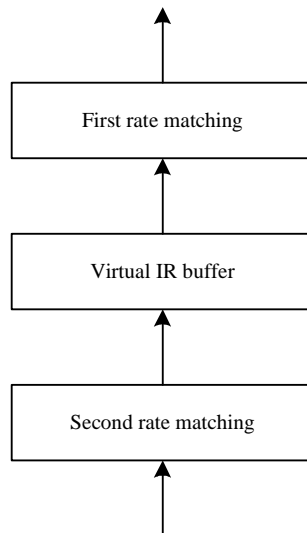 First rate matching
Virtual IR buffer
Second rate matching